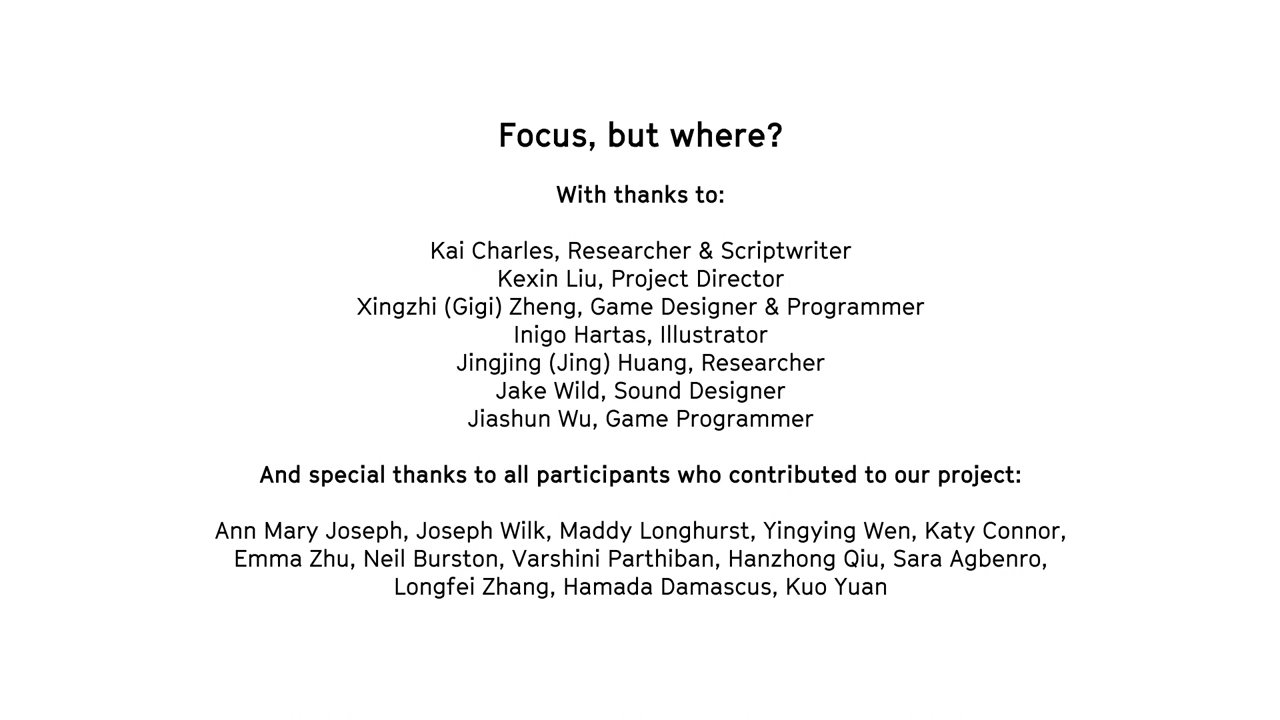 Focus, but where?
With thanks to:
Kai Charles, Researcher & Scriptwriter
Kexin Liu, Project Director
Xingzhi (Gigi) Zheng, Game Designer & Programmer
Inigo Hartas, Illustrator
Jingjing (Jing) Huang, Researcher
Jake Wild, Sound Designer
Jiashun Wu, Game Programmer
And special thanks to all participants who contributed to our project:
Ann Mary Joseph, Joseph Wilk, Maddy Longhurst, Yingying Wen, Katy Connor,
Emma Zhu, Neil Burston, Varshini Parthiban, Hanzhong Qiu, Sara Agbenro,
Longfei Zhang, Hamada Damascus, Kuo Yuan